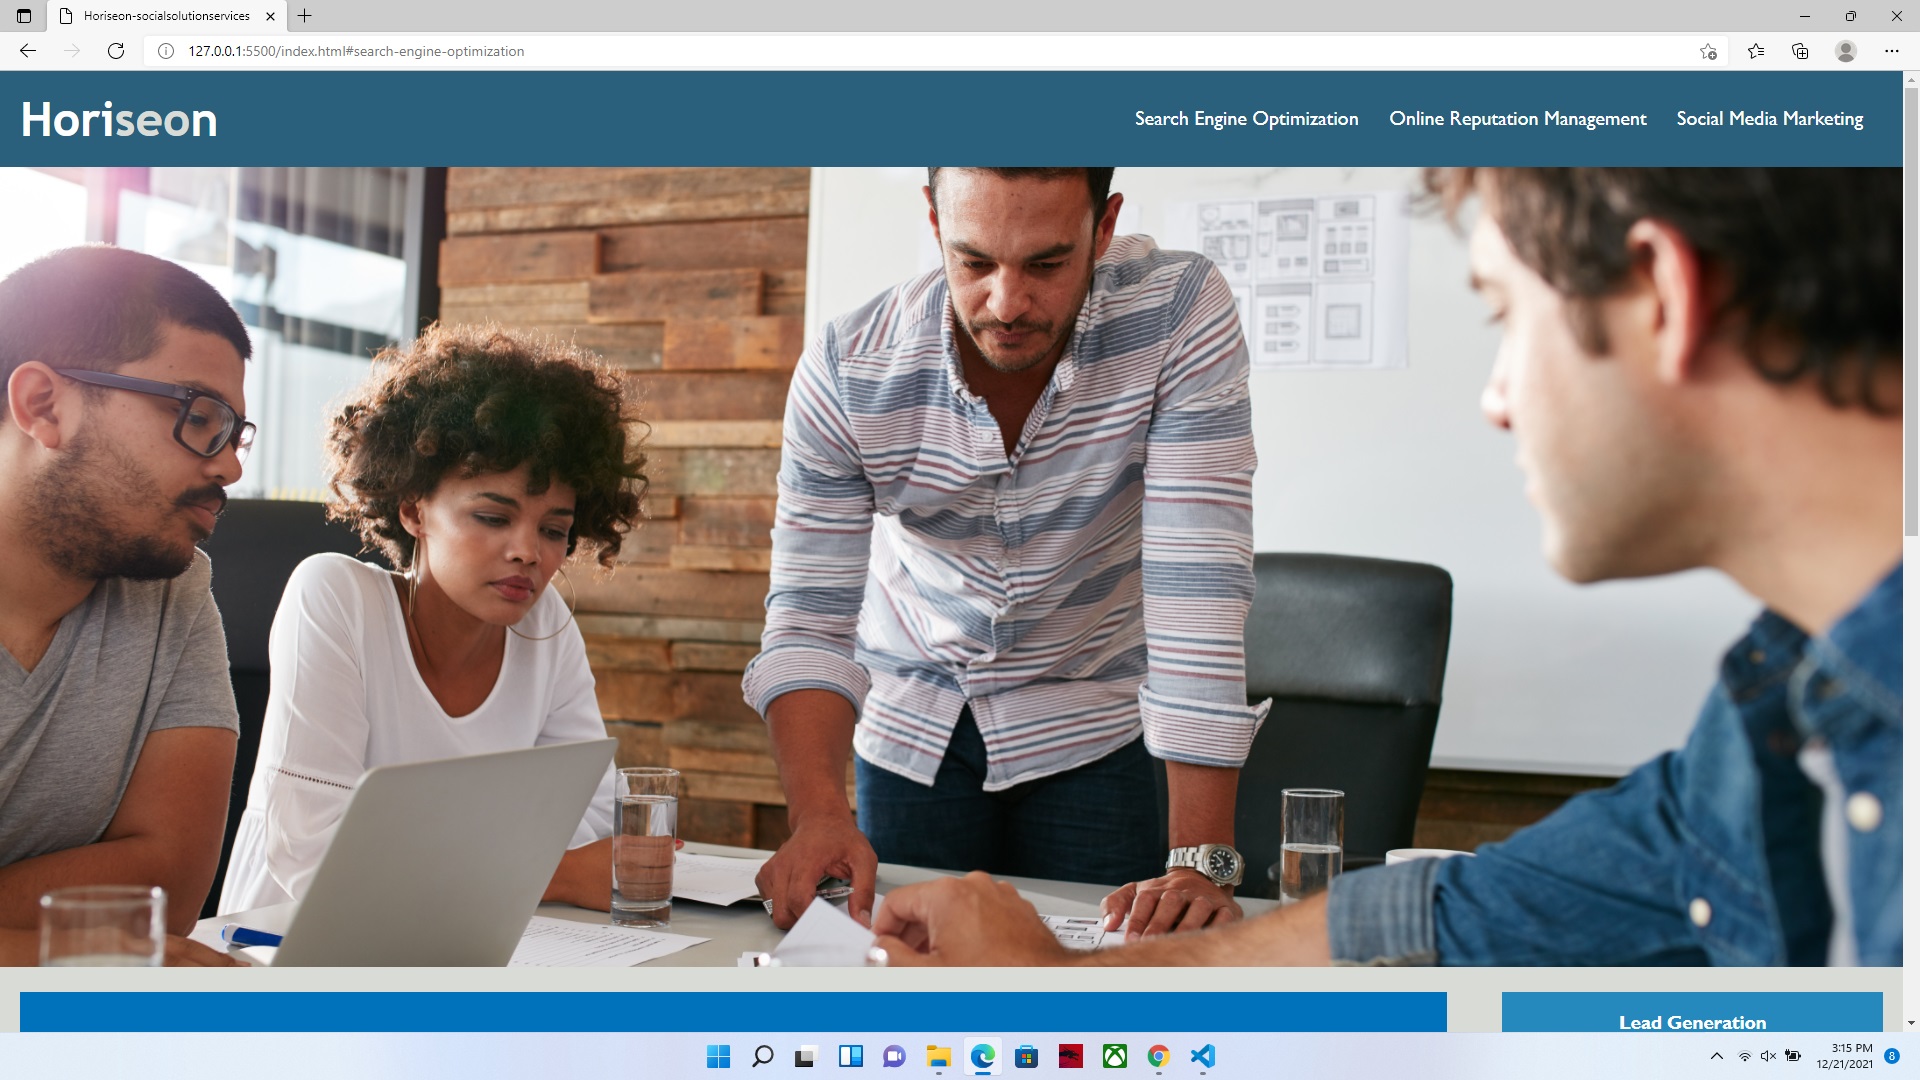 Horiseon-socialsolutionservices
127.0.0.1:5500/index.html#search-engine-optimization
Horiseon
Search Engine Optimization
Online Reputation Management
Social Media Marketing
Lead Generation
3:15 PM
12/21/2021
8